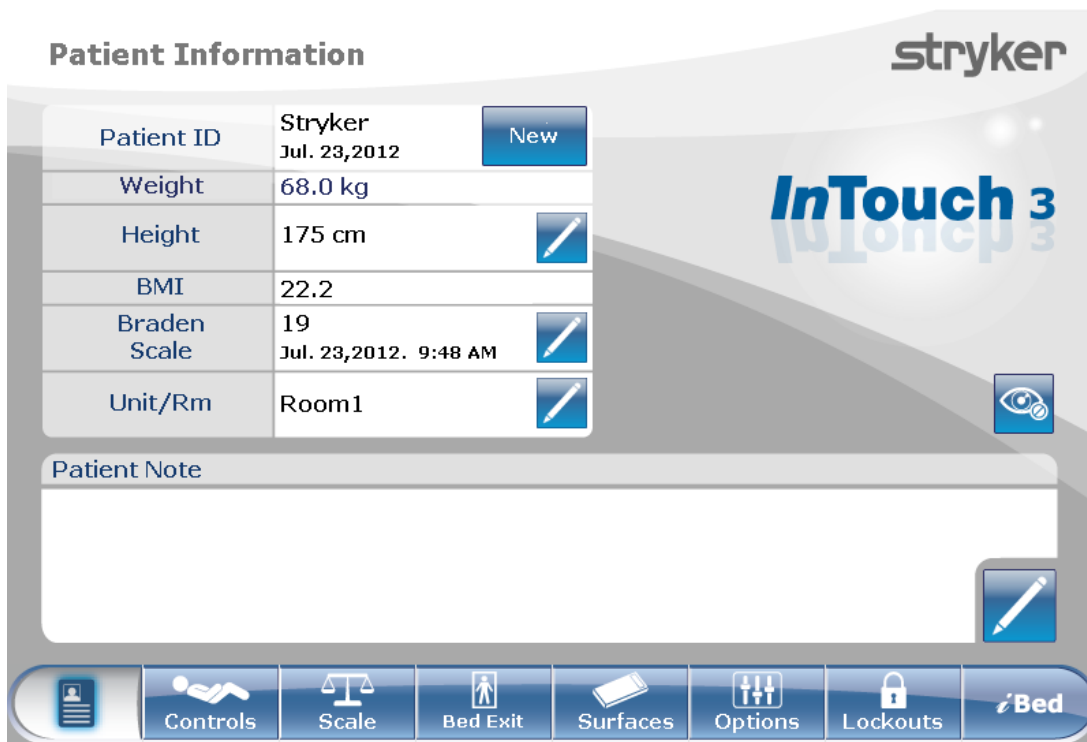 Patient Information
stryker
Patient ID
Stryker
Jul. 23,2012
New
Weight
68.0 kg
InTouch 3
Height
175 cm
BMI
22.2
Braden
Scale
19
Jul. 23,2012. 9:48 AM
Unit/Rm
Room1
Patient Note
Controls
Scale
Bed Exit
Surfaces
Options
Lockouts
iBed